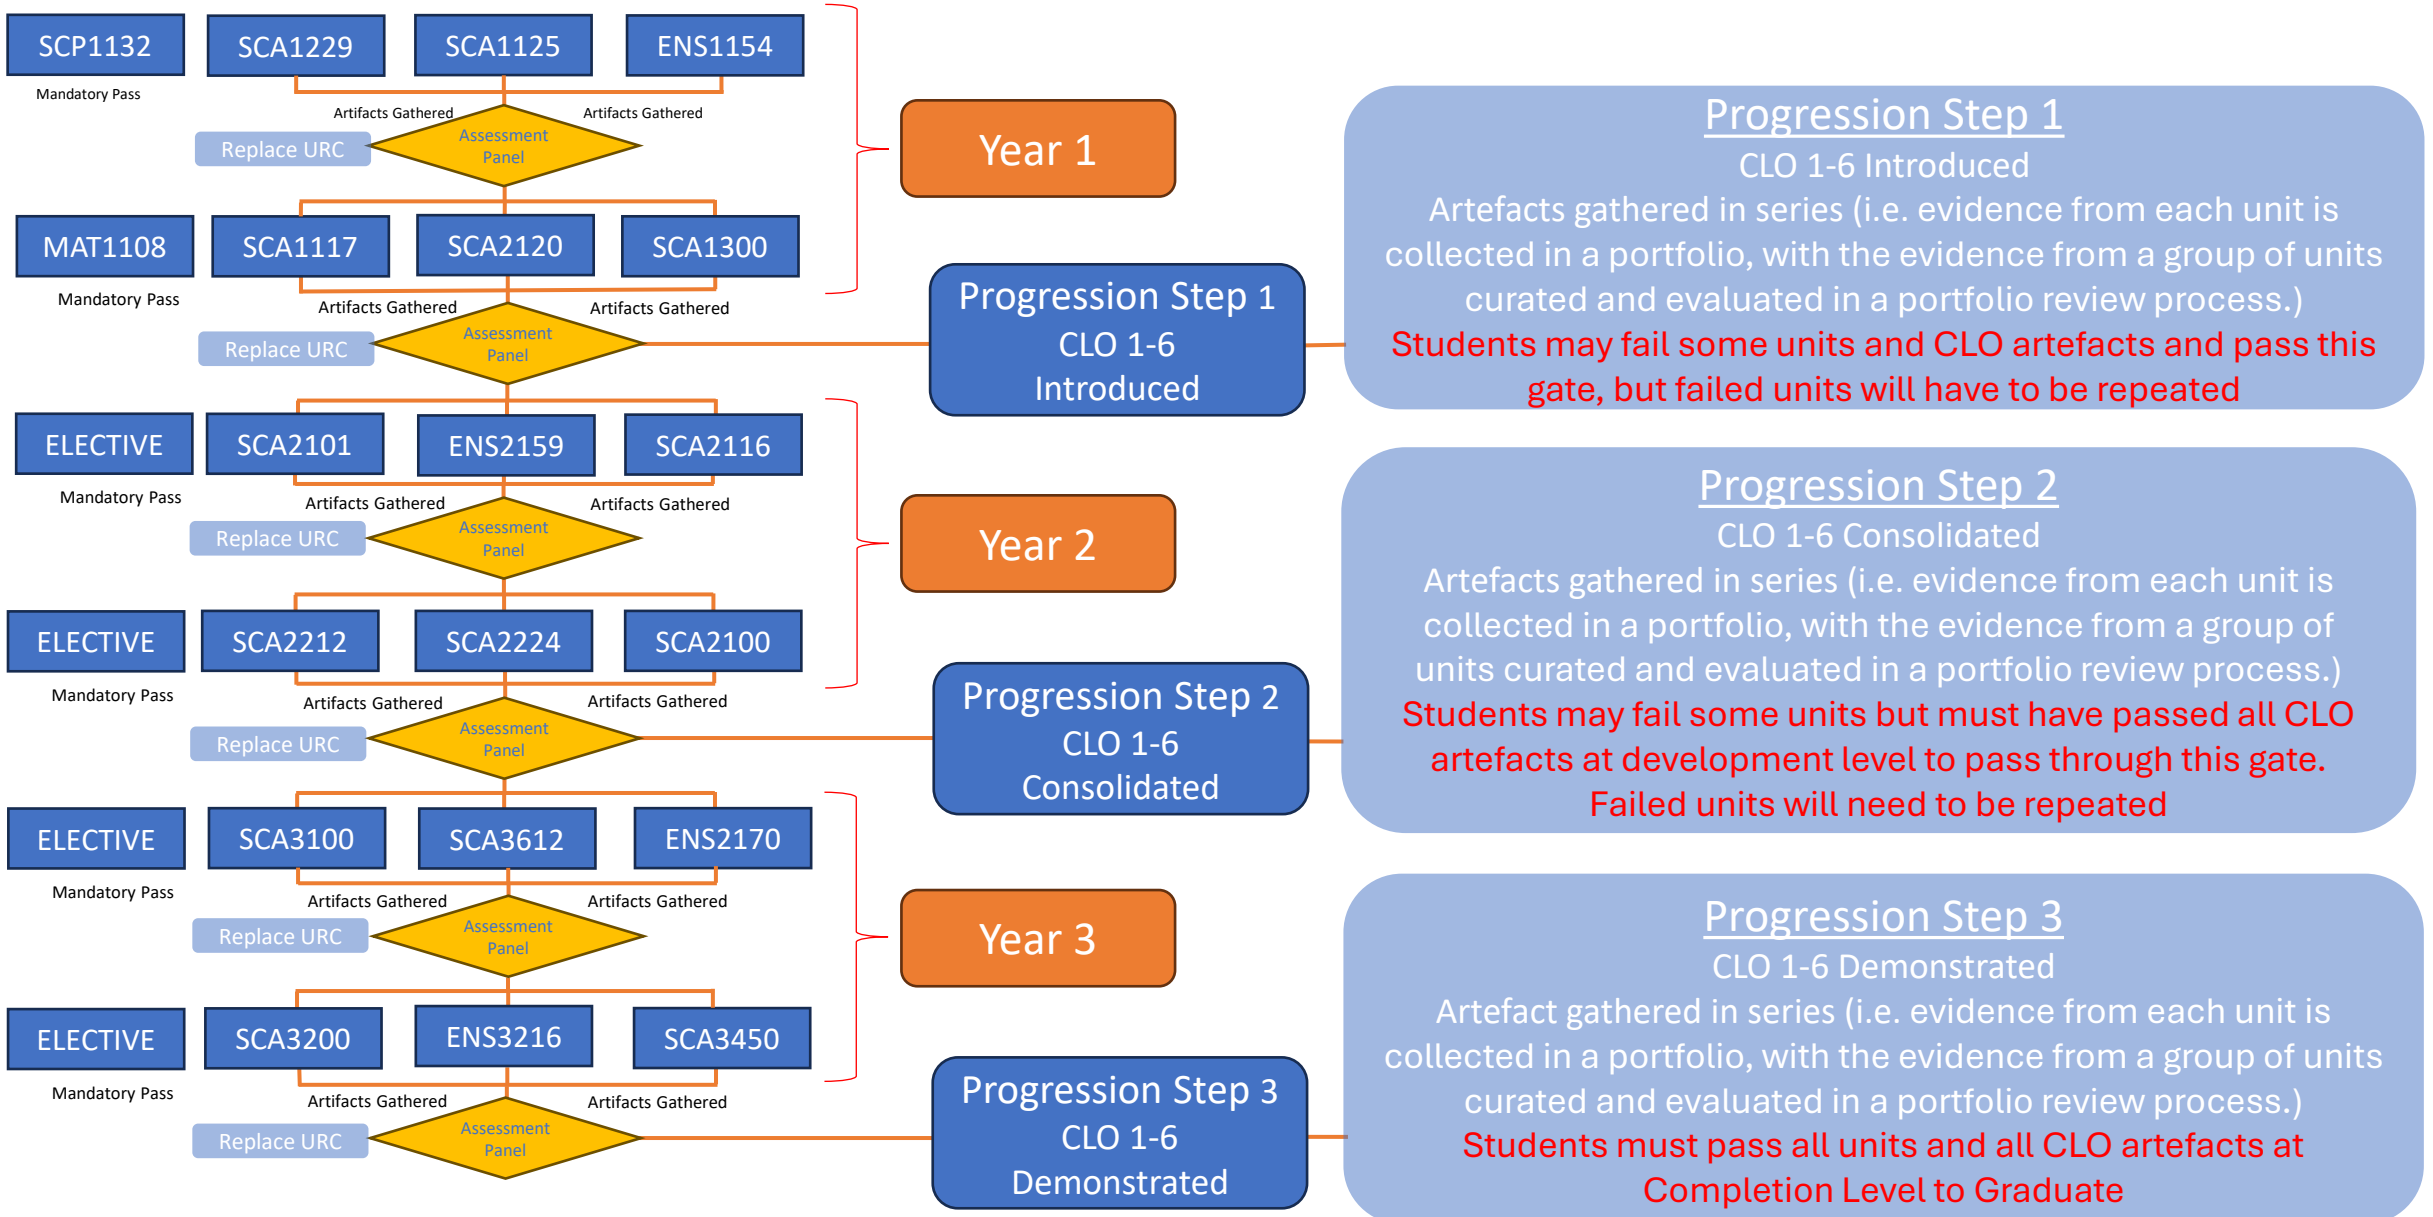 SCP1132
SCA1229
SCA1125
ENS1154
Mandatory Pass
Artifacts Gathered
Artifacts Gathered
Replace URC
Assessment
Panel
MAT1108
SCA1117
SCA2120
SCA1300
Mandatory Pass
Artifacts Gathered
Artifacts Gathered
Replace URC
Assessment
Panel
Year 1
Progression Step 1
CLO 1-6
Introduced
Progression Step 1
CLO 1-6 Introduced
Artefacts gathered in series (i.e. evidence from each unit is
collected in a portfolio, with the evidence from a group of units
curated and evaluated in a portfolio review process.)
Students may fail some units and CLO artefacts and pass this
gate, but failed units will have to be repeated
ELECTIVE
SCA2101
ENS2159
SCA2116
Mandatory Pass
Artifacts Gathered
Artifacts Gathered
Replace URC
Assessment
Panel
ELECTIVE
SCA2212
SCA2224
SCA2100
Mandatory Pass
Artifacts Gathered
Artifacts Gathered
Replace URC
Assessment
Panel
Year 2
Progression Step 2
CLO 1-6
Consolidated
Progression Step 2
CLO 1-6 Consolidated
Artefacts gathered in series (i.e. evidence from each unit is
collected in a portfolio, with the evidence from a group of
units curated and evaluated in a portfolio review process.)
Students may fail some units but must have passed all CLO
artefacts at development level to pass through this gate.
Failed units will need to be repeated
ELECTIVE
SCA3100
SCA3612
ENS2170
Mandatory Pass
Artifacts Gathered
Artifacts Gathered
Replace URC
Assessment
Panel
ELECTIVE
SCA3200
ENS3216
SCA3450
Mandatory Pass
Artifacts Gathered
Artifacts Gathered
Replace URC
Assessment
Panel
Year 3
Progression Step 3
CLO 1-6
Demonstrated
Progression Step 3
CLO 1-6 Demonstrated
Artefact gathered in series (i.e. evidence from each unit is
collected in a portfolio, with the evidence from a group of units
curated and evaluated in a portfolio review process.)
Students must pass all units and all CLO artefacts at
Completion Level to Graduate